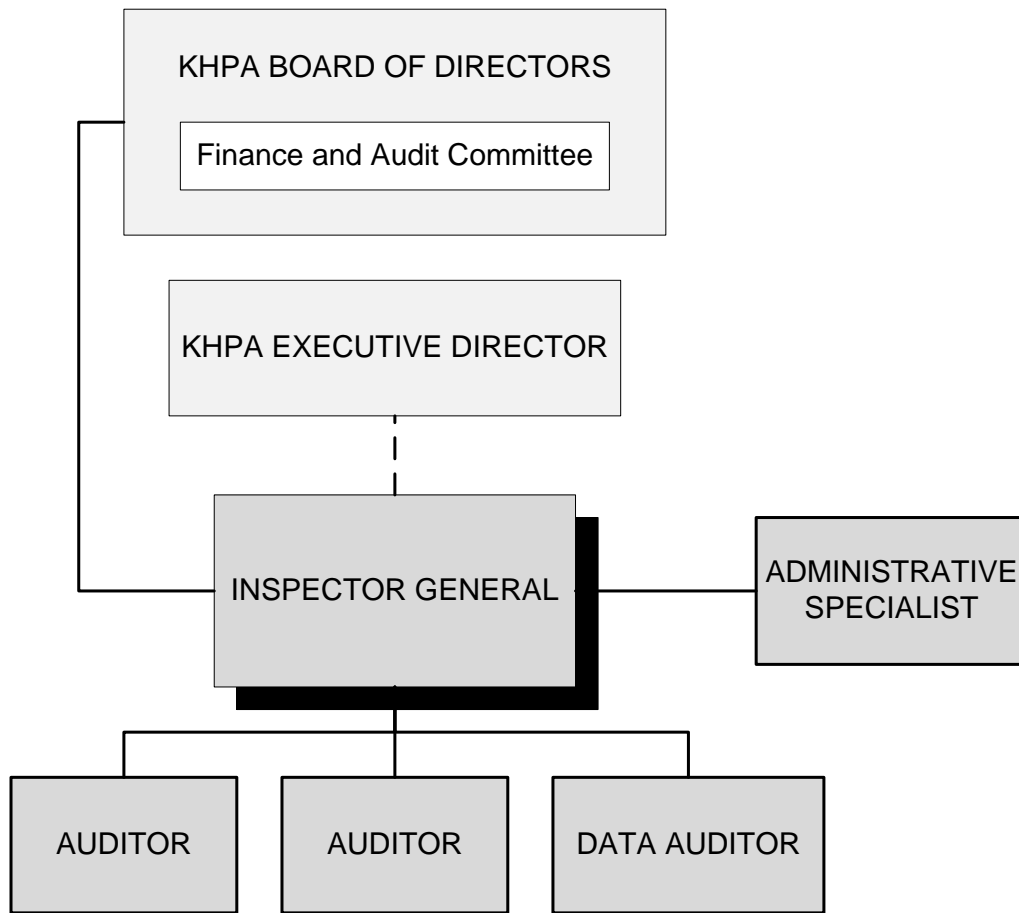 KHPA BOARD OF DIRECTORS
Finance and Audit Committee
KHPA EXECUTIVE DIRECTOR
INSPECTOR GENERAL
ADMINISTRATIVE
SPECIALIST
AUDITOR
AUDITOR
DATA AUDITOR